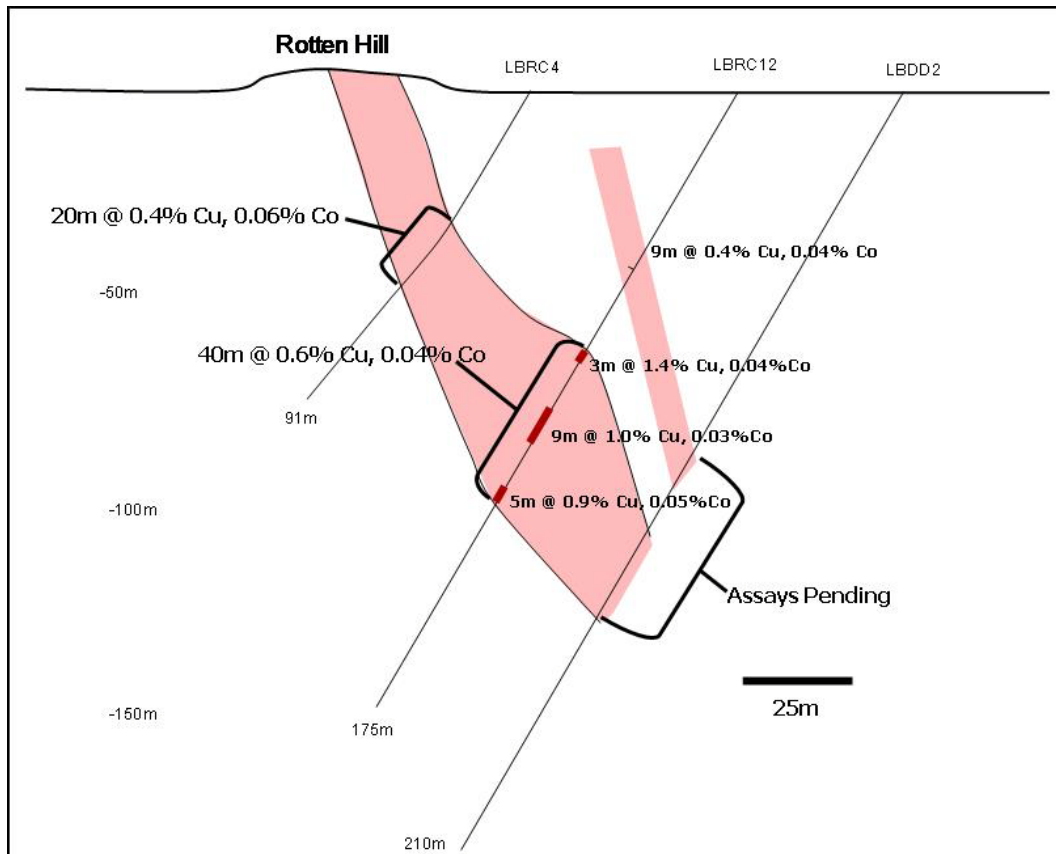 Rotten Hill
LBRC4
LBRC12
LBDD2
20m @ 0.4% Cu, 0.06% Co
9m @ 0.4% Cu, 0.04% Co
-50m
40m @ 0.6% Cu, 0.04% Co
3m @ 1.4% Cu, 0.04%Co
91m
9m @ 1.0% Cu, 0.03%Co
5m @ 0.9% Cu, 0.05%Co
-100m
Assays Pending
25m
-150m
175m
210m